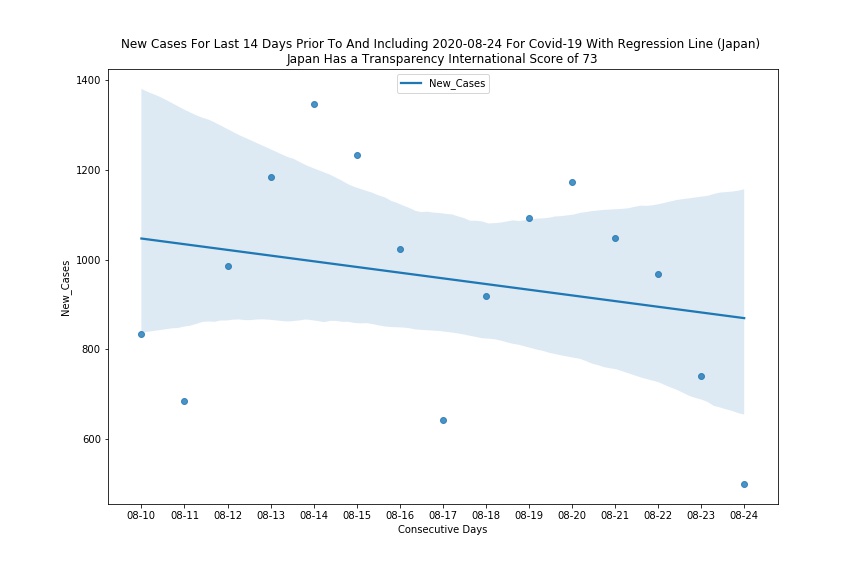 New Cases For Last 14 Days Prior To And Including 2020-08-24 For Covid-19 With Regression Line (Japan)
Japan Has a Transparency International Score of 73
New_Cases
1400
1200
1000
800
600
New_Cases
08-10 08-11 08-12 08-13 08-14 08-15 08-16 08-17 08-18 08-19 08-20 08-21 08-22 08-23 08-24
Consecutive Days